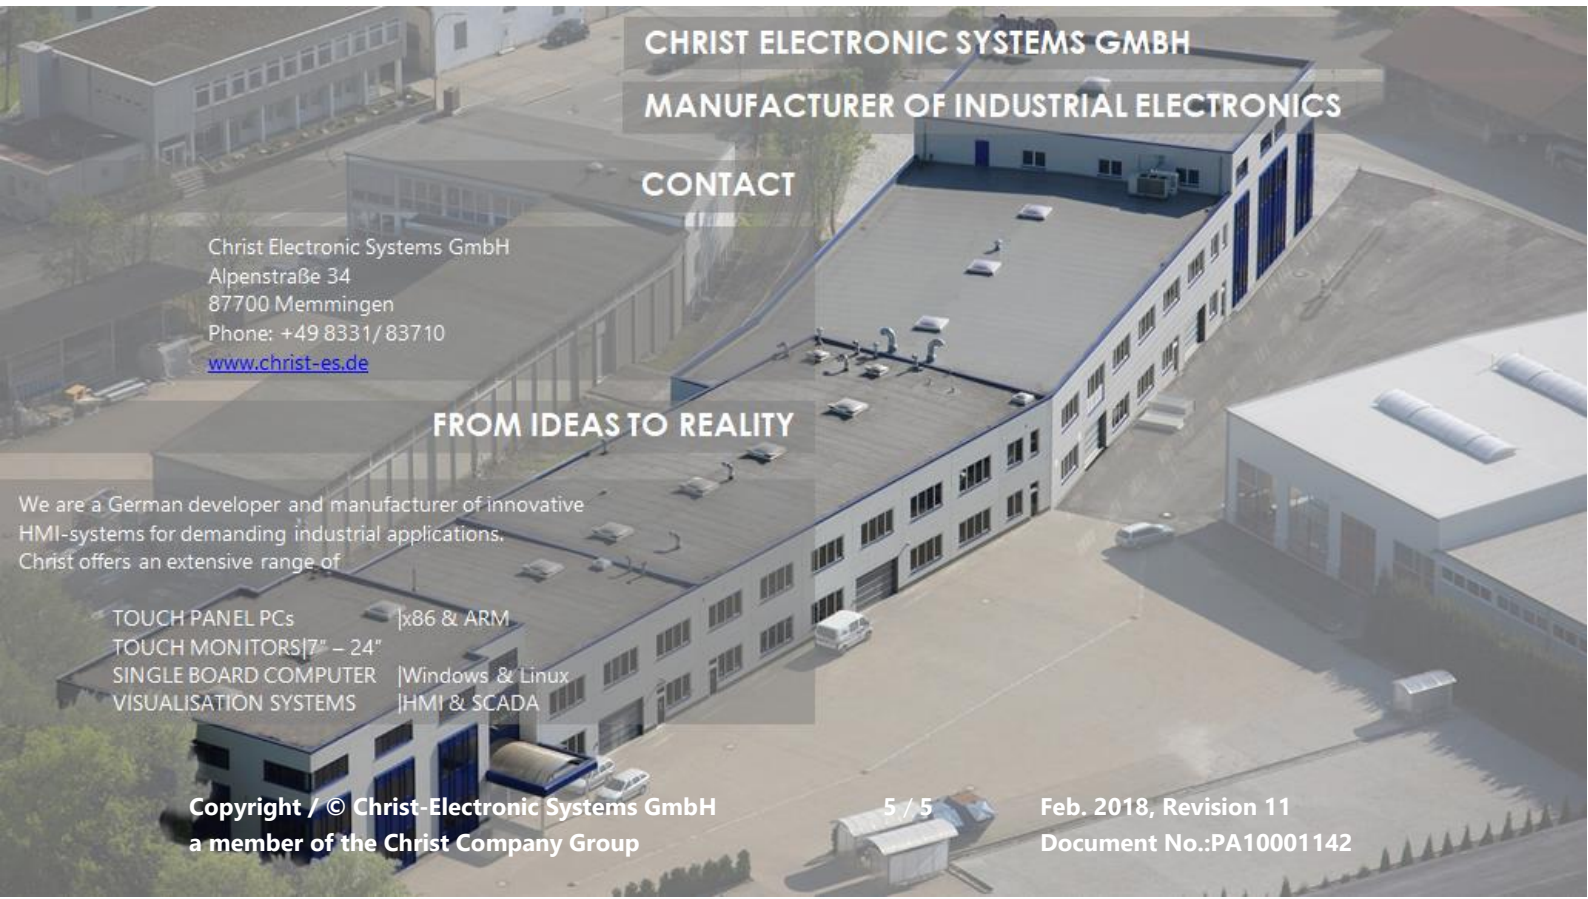 CHRIST ELECTRONIC SYSTEMS GMBH
MANUFACTURER OF INDUSTRIAL ELECTRONICS
CONTACT
Christ Electronic Systems GmbH
Alpenstraße 34
87700 Memmingen
Phone: +49 8331/ 83710
www.christ-es.de
FROM IDEAS TO REALITY
We are a German developer and manufacturer of innovative
HMI-systems for demanding industrial applications.
Christ offers an extensive range of
TOUCH PANEL PCs |x86 & ARM
TOUCH MONITORS|7" – 24"
SINGLE BOARD COMPUTER |Windows & Linux
VISUALISATION SYSTEMS |HMI & SCADA
Copyright / © Christ-Electronic Systems GmbH 5 / 5 Feb. 2018, Revision 11
a member of the Christ Company Group Document No.:PA10001142